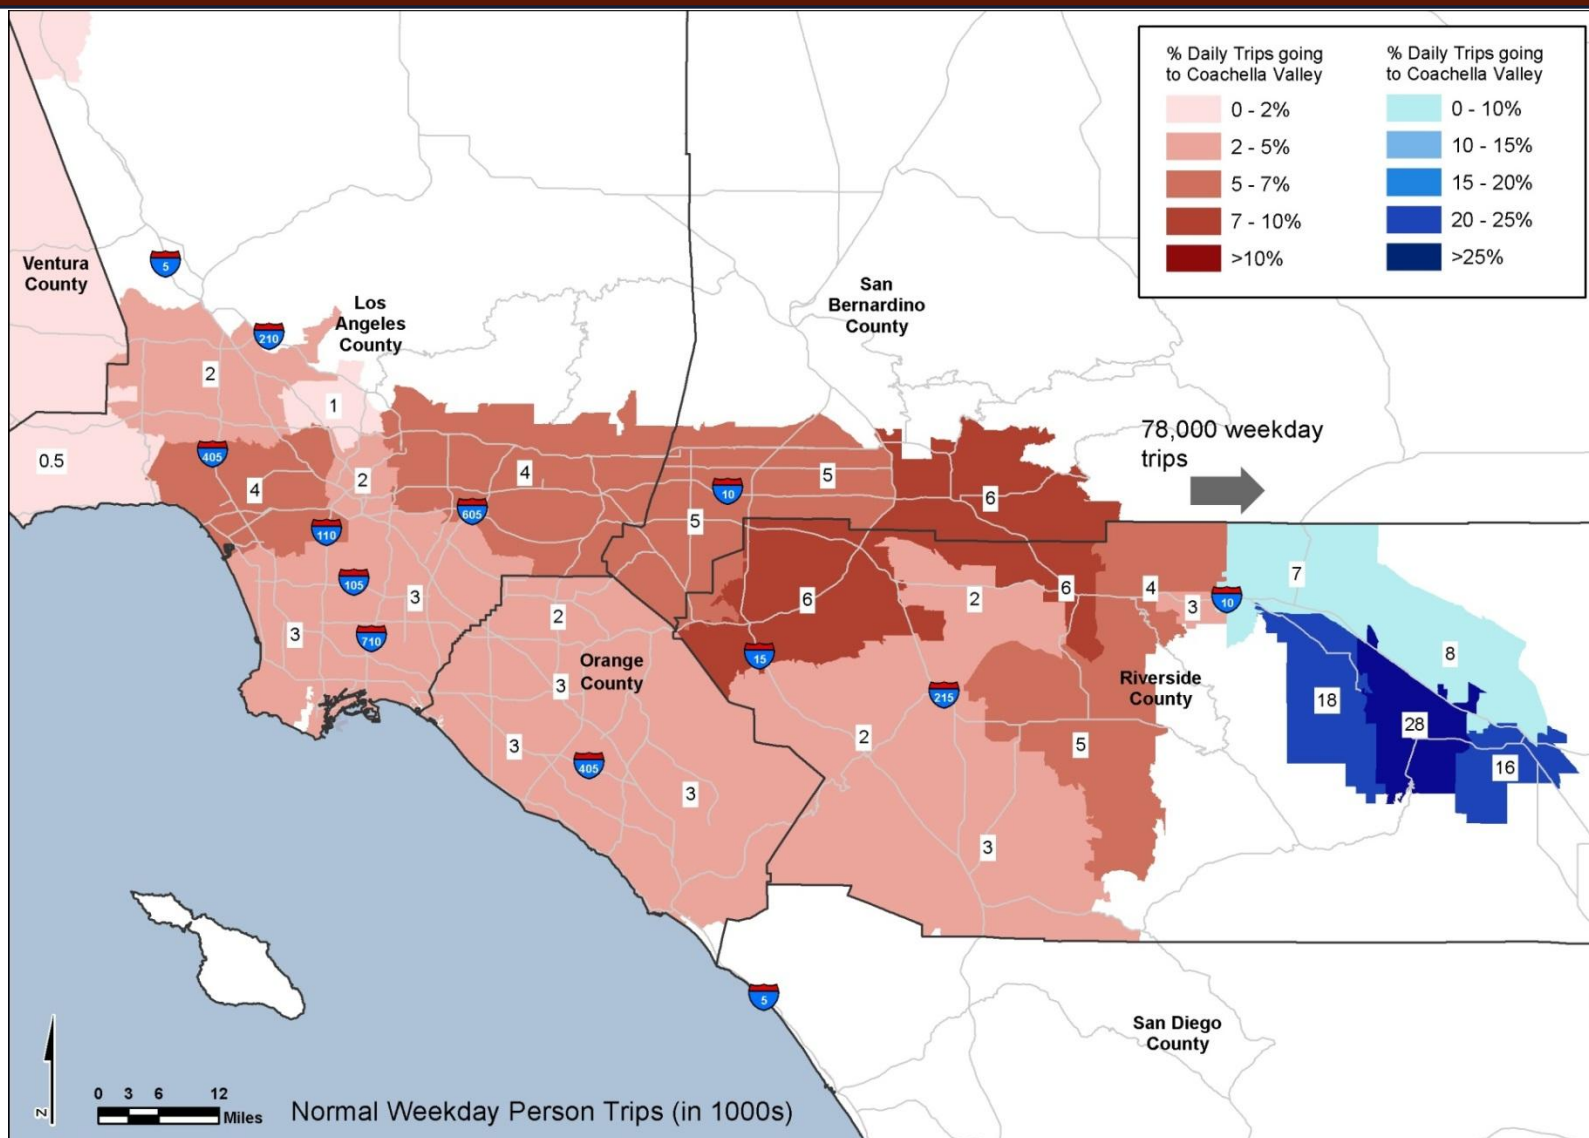 % Daily Trips going
to Coachella Valley
0 - 2%
2 - 5%
5 - 7%
7 - 10%
>10%
% Daily Trips going
to Coachella Valley
0 - 10%
10 - 15%
15 - 20%
20 - 25%
>25%
Ventura
County
5
210
Los
Angeles
County
San
Bernardino
County
2
1
0.5
405
4
2
4
605
110
10
5
5
6
78,000 weekday
trips
105
3
3
710
2
Orange
County
3
3
405
3
6
15
2
6
4
3
10
7
8
Riverside
County
215
2
5
3
18
28
16
5
San Diego
County
N
0 3 6 12
Miles
Normal Weekday Person Trips (in 1000s)